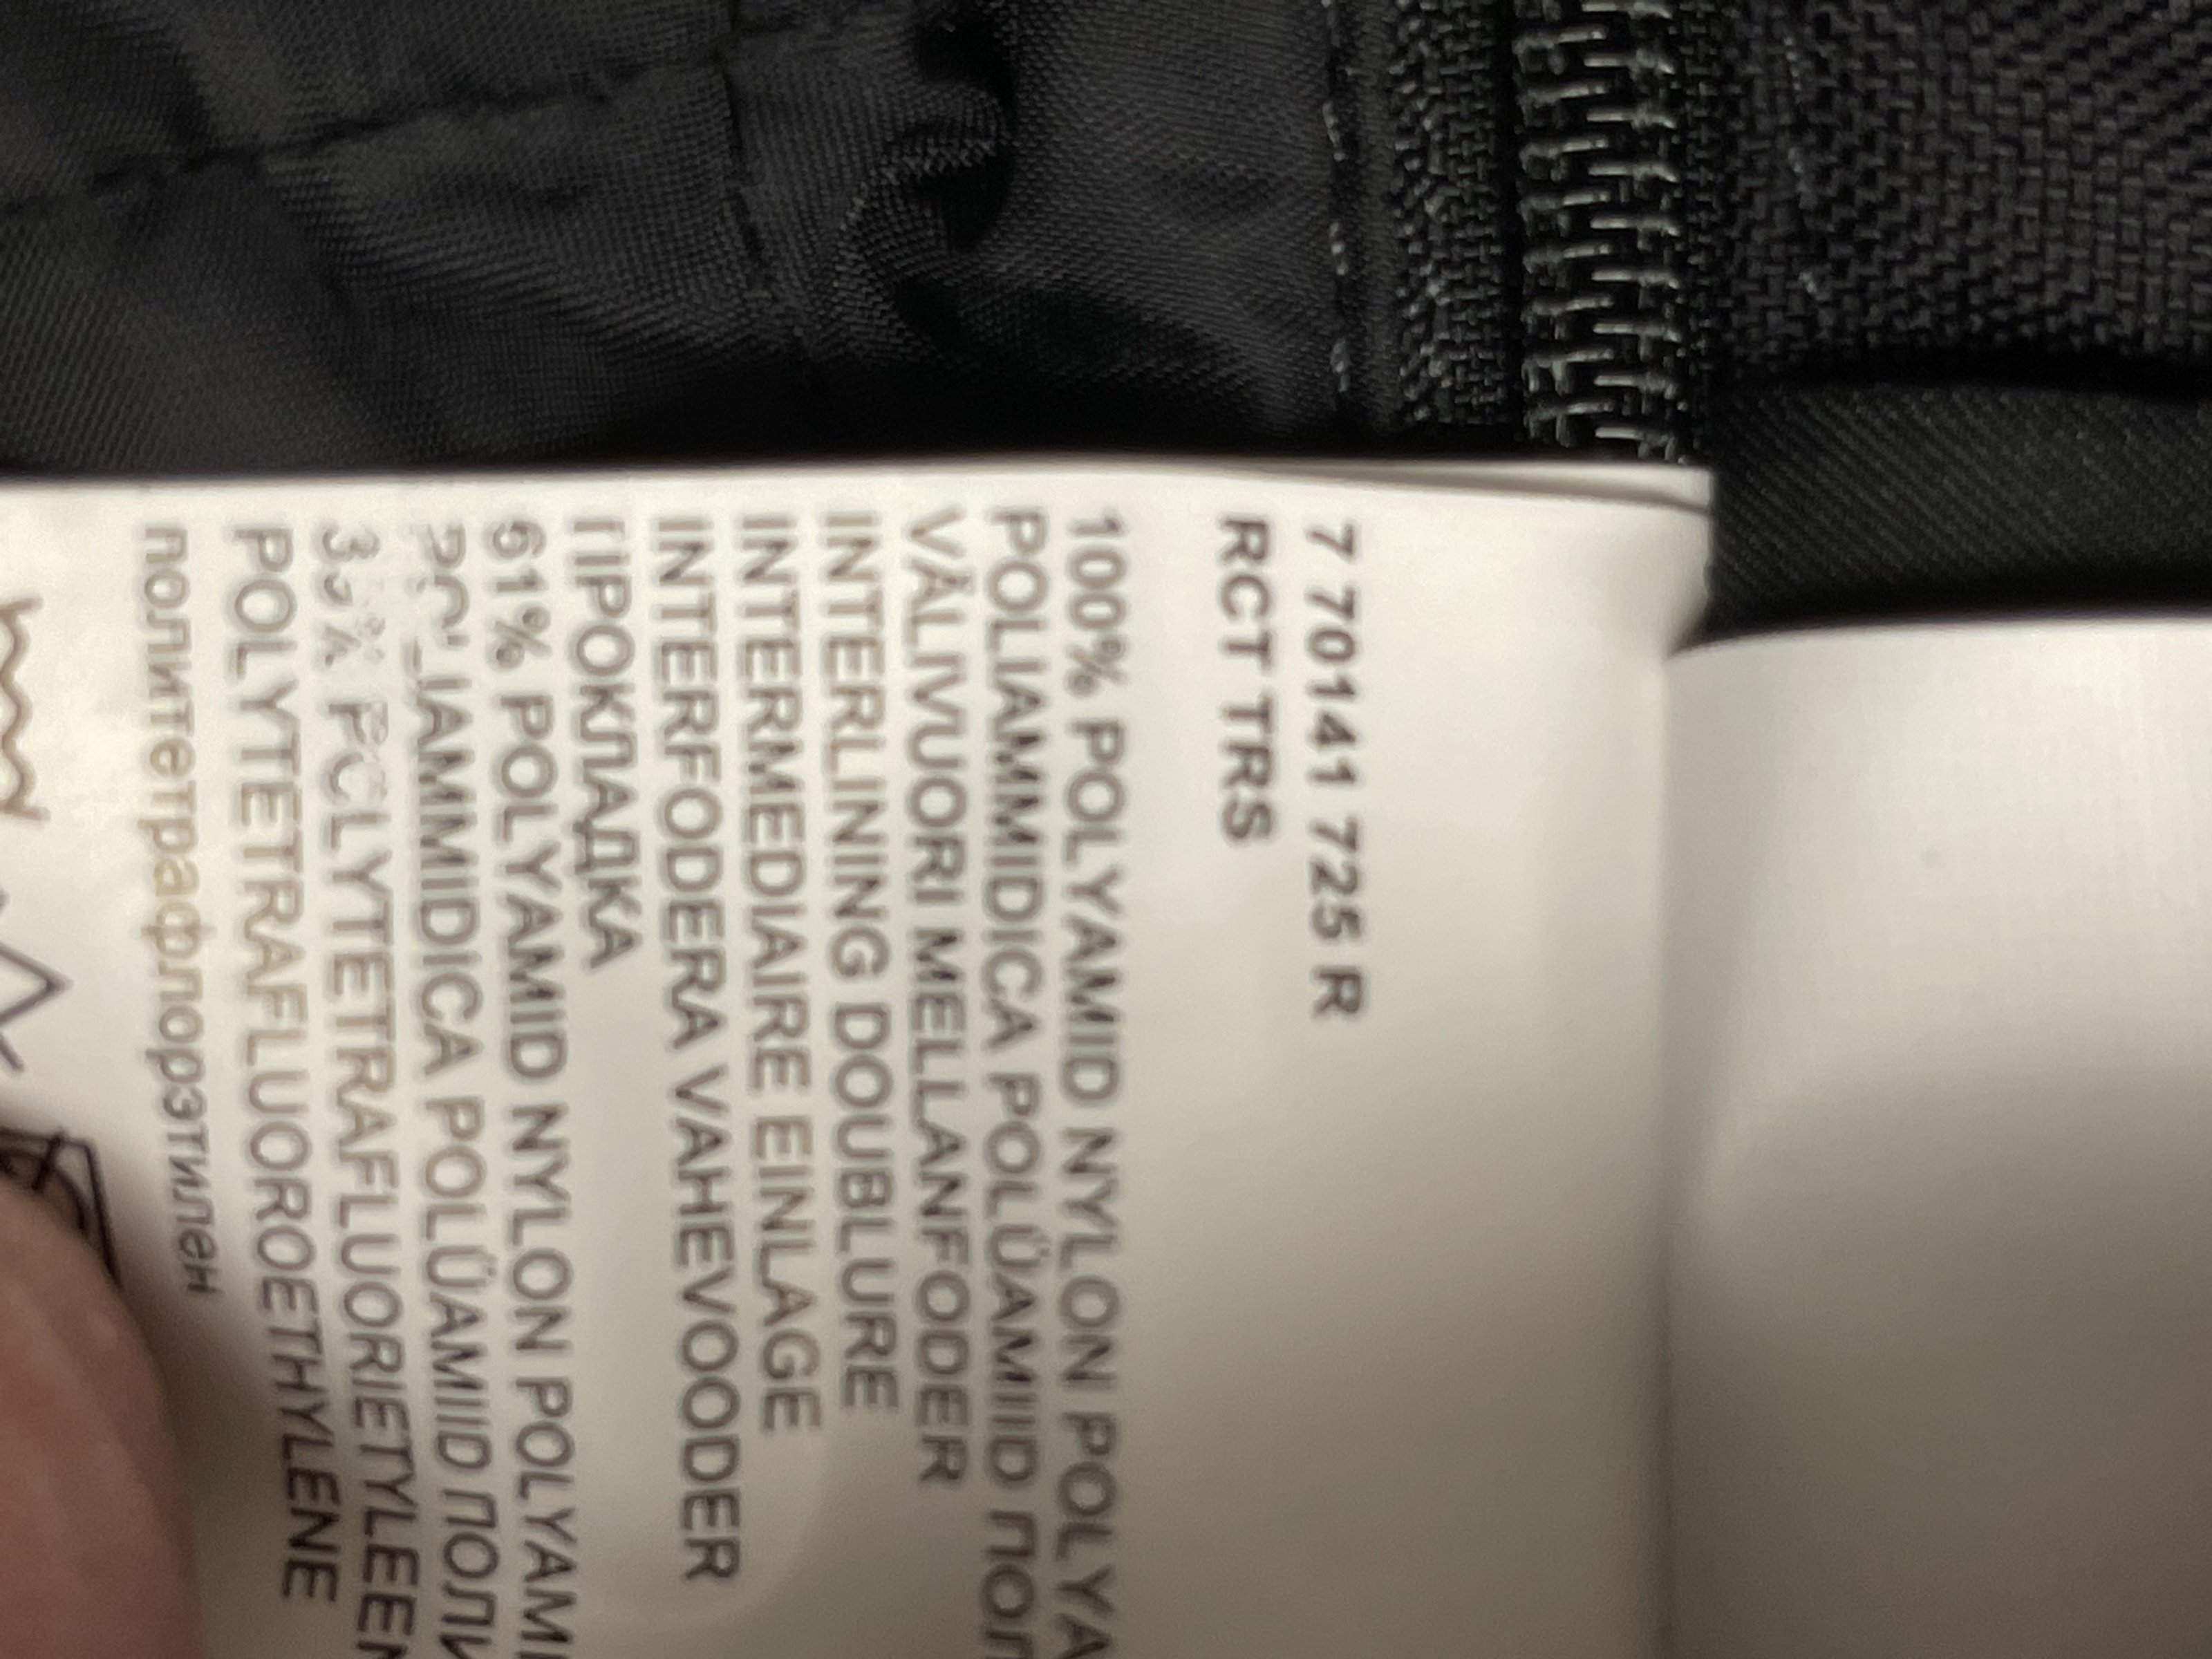 7 70141 725 R
RCT TRS
100% POLYAMID NYLON POLYA
POLIAMMIDICA POLÜAMIID ПОЛ
VÄLIVUORI MELLANFODER
INTERLINING DOUBLURE
INTERMEDIAIRE EINLAGE
INTERFODERA VAHEVOODER
ПРОКЛАДКА
61% POLYAMID NYLON POLYAMI
POLIAMMIDICA POLÜAMIID ПОЛИ
POLYTETRAFLUORIETYLEEN
POLYTETRAFLUOROETHYLENE
политетрафлорэтилен